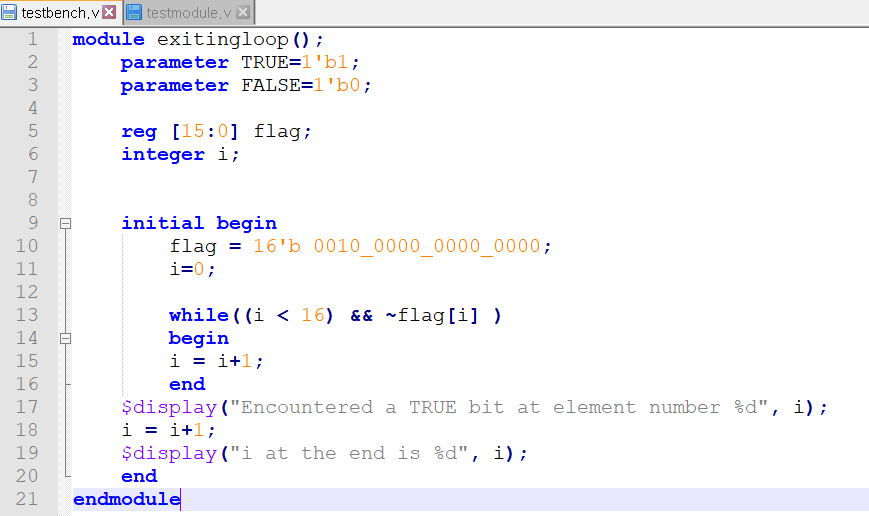 testbench.v testmodule.v
1 module exitingloop();
2     parameter TRUE=1'b1;
3     parameter FALSE=1'b0;
4
5     reg [15:0] flag;
6     integer i;
7
8
9     initial begin
10         flag = 16'b 0010_0000_0000_0000;
11         i=0;
12
13         while((i < 16) && ~flag[i] )
14         begin
15         i = i+1;
16         end
17     $display("Encountered a TRUE bit at element number %d", i);
18     i = i+1;
19     $display("i at the end is %d", i);
20     end
21 endmodule